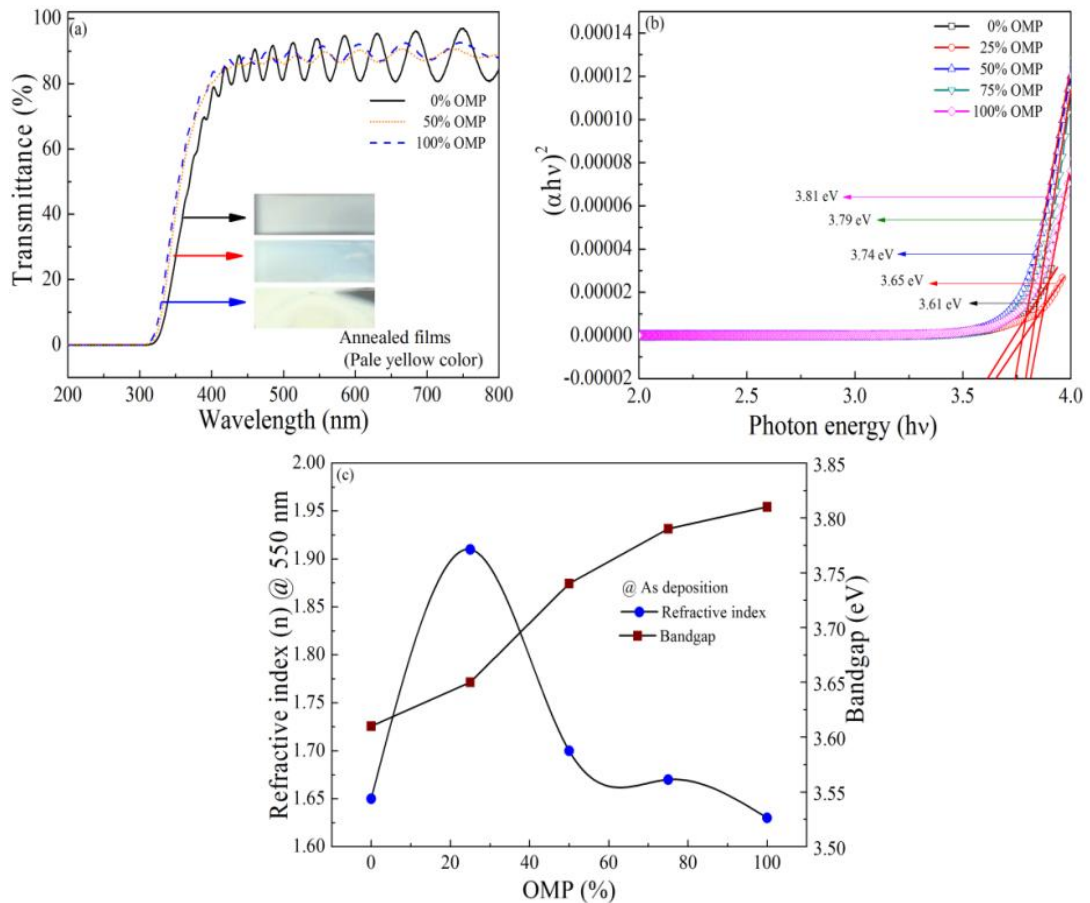 (a)
100
80
60
40
20
0
Transmittance (%)
0% OMP
50% OMP
100% OMP
Annealed films
(Pale yellow color)
200 300 400 500 600 700 800
Wavelength (nm)
(b)
0.00014
0.00012
0.00010
0.00008
0.00006
0.00004
0.00002
0.00000
-0.00002
(αhν)²
0% OMP
25% OMP
50% OMP
75% OMP
100% OMP
3.81 eV
3.79 eV
3.74 eV
3.65 eV
3.61 eV
2.0 2.5 3.0 3.5 4.0
Photon energy (hν)
(c)
2.00
1.95
1.90
1.85
1.80
1.75
1.70
1.65
1.60
Refractive index (n) @ 550 nm
@ As deposition
Refractive index
Bandgap
3.85
3.80
3.75
3.70
3.65
3.60
3.55
3.50
Bandgap (eV)
0 20 40 60 80 100
OMP (%)